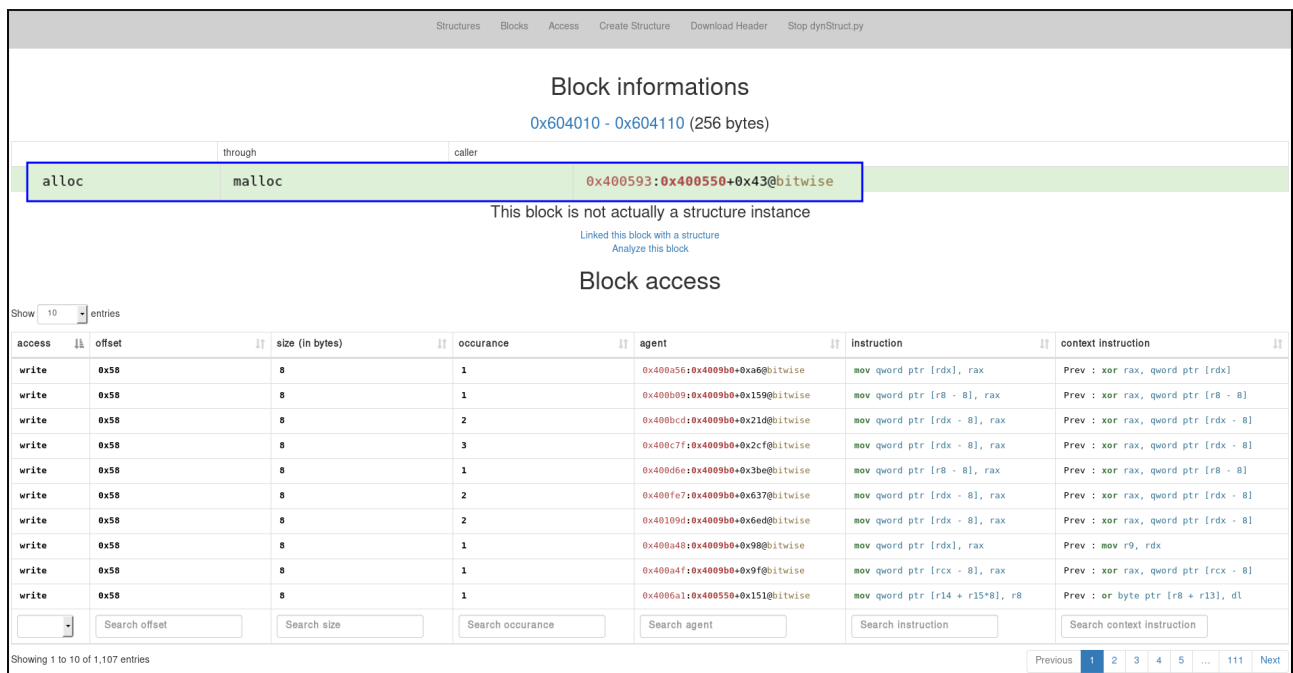 Structures Blocks Access Create Structure Download Header Stop dynStruct.py
Block informations
0x604010 - 0x604110 (256 bytes)
through caller
alloc malloc 0x400593:0x400550+0x43@bitwise
This block is not actually a structure instance
Linked this block with a structure
Analyze this block
Block access
Show 10 entries
access offset size (in bytes) occurance agent instruction context instruction
write 0x58 8 1 0x400a56:0x4009b0+0xa6@bitwise mov qword ptr [rdx], rax Prev : xor rax, qword ptr [rdx]
write 0x58 8 1 0x400b09:0x4009b0+0x159@bitwise mov qword ptr [r8 - 8], rax Prev : xor rax, qword ptr [r8 - 8]
write 0x58 8 2 0x400bcd:0x4009b0+0x21d@bitwise mov qword ptr [rdx - 8], rax Prev : xor rax, qword ptr [rdx - 8]
write 0x58 8 3 0x400c7f:0x4009b0+0x2cf@bitwise mov qword ptr [rdx - 8], rax Prev : xor rax, qword ptr [rdx - 8]
write 0x58 8 1 0x400d6e:0x4009b0+0x3be@bitwise mov qword ptr [r8 - 8], rax Prev : xor rax, qword ptr [r8 - 8]
write 0x58 8 2 0x400fe7:0x4009b0+0x637@bitwise mov qword ptr [rdx - 8], rax Prev : xor rax, qword ptr [rdx - 8]
write 0x58 8 2 0x40109d:0x4009b0+0x6ed@bitwise mov qword ptr [rdx - 8], rax Prev : xor rax, qword ptr [rdx - 8]
write 0x58 8 1 0x400a48:0x4009b0+0x98@bitwise mov qword ptr [rdx], rax Prev : mov r9, rdx
write 0x58 8 1 0x400a4f:0x4009b0+0x9f@bitwise mov qword ptr [rcx - 8], rax Prev : xor rax, qword ptr [rcx - 8]
write 0x58 8 1 0x4006a1:0x400550+0x151@bitwise mov qword ptr [r14 + r15*8], r8 Prev : or byte ptr [r8 + r13], dl
Search offset Search size Search occurance Search agent Search instruction Search context instruction
Showing 1 to 10 of 1,107 entries Previous 1 2 3 4 5 ... 111 Next